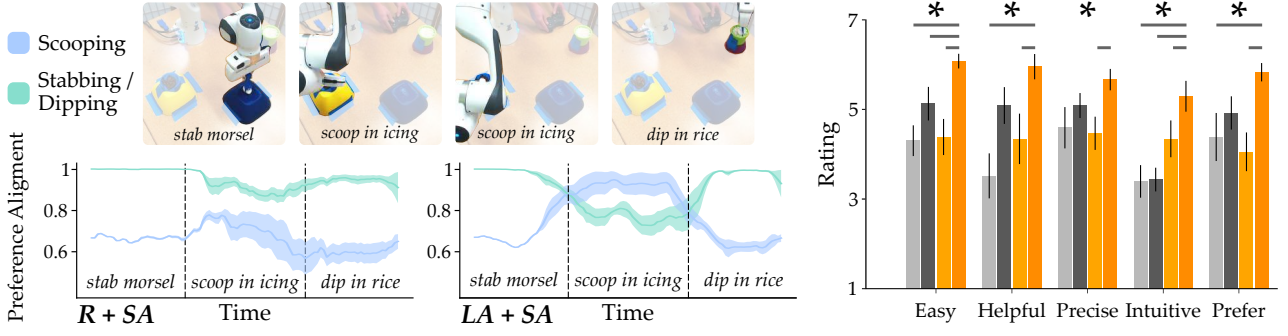 Scooping
Stabbing /
Dipping
stab morsel
scoop in icing
scoop in icing
dip in rice
Preference Aligment
1
0.8
0.6
stab morsel
scoop in icing
dip in rice
R + SA
Time
1
0.8
0.6
stab morsel
scoop in icing
dip in rice
LA + SA
Time
Rating
7
5
3
1
*
*
*
*
*
Easy
Helpful
Precise
Intuitive
Prefer